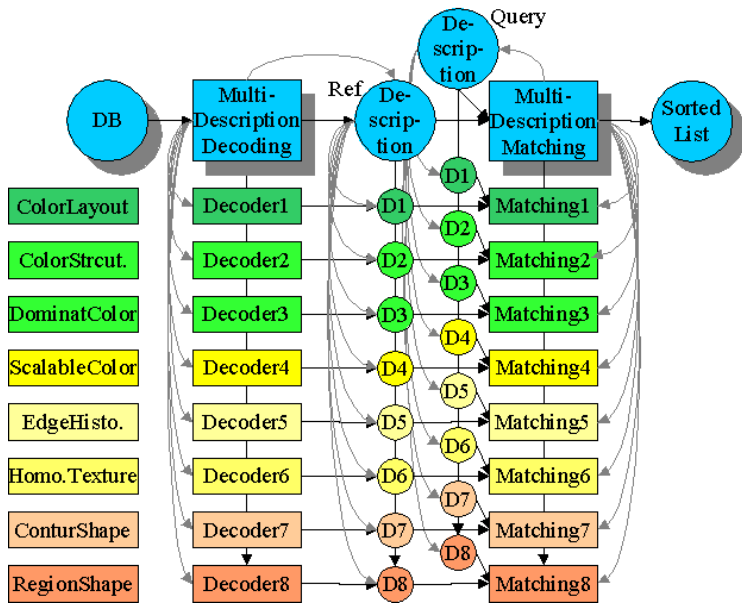 Query
De-
scrip-
tion
Ref.
DB
Multi-
Description
Decoding
De-
scrip-
tion
Multi-
Description
Matching
Sorted
List
D1
ColorLayout
Decoder1
D1
Matching1
D2
ColorStrcut.
Decoder2
D2
Matching2
D3
DominatColor
Decoder3
D3
Matching3
D4
ScalableColor
Decoder4
D4
Matching4
D5
EdgeHisto.
Decoder5
D5
Matching5
D6
Homo.Texture
Decoder6
D6
Matching6
D7
ConturShape
Decoder7
D7
Matching7
D8
RegionShape
Decoder8
D8
Matching8